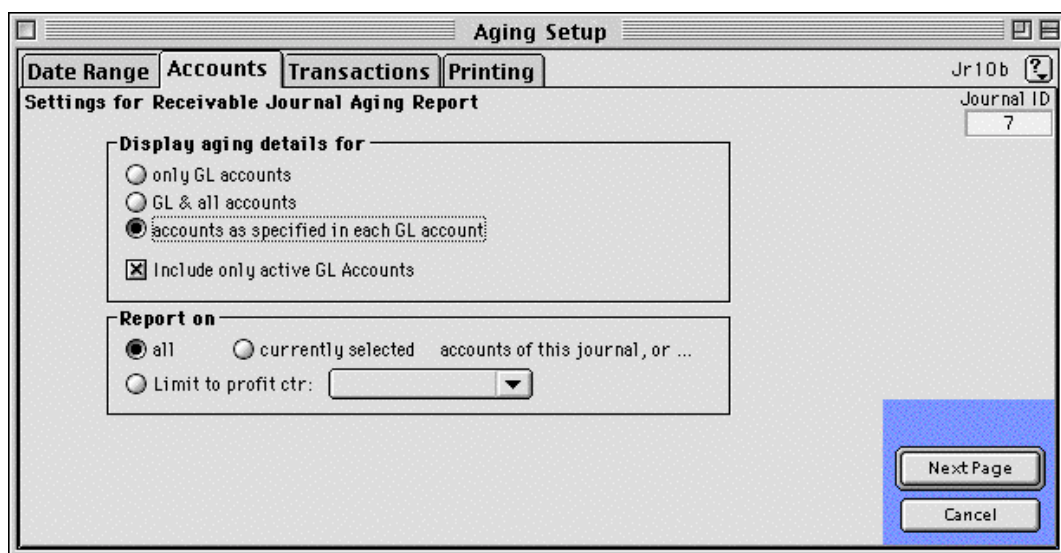 Aging Setup
Date Range Accounts Transactions Printing Jr10b ?
Settings for Receivable Journal Aging Report Journal ID
7
Display aging details for
only GL accounts
GL & all accounts
accounts as specified in each GL account
Include only active GL Accounts
Report on
all currently selected accounts of this journal, or ...
Limit to profit ctr:
Next Page
Cancel